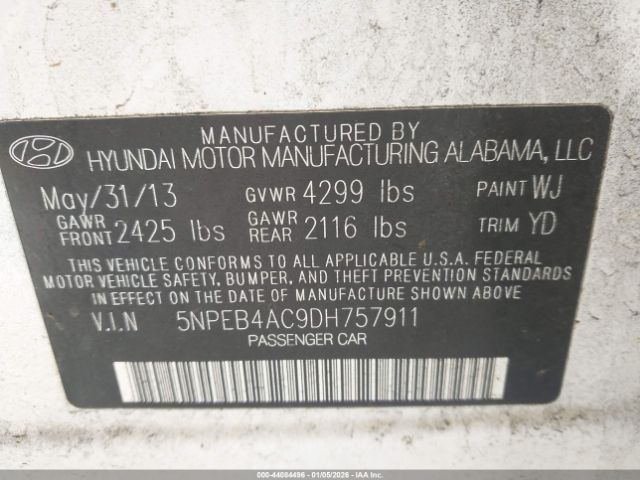 MANUFACTURED BY
HYUNDAI MOTOR MANUFACTURING ALABAMA, LLC
May/31/13 GVWR 4299 lbs PAINT WJ
GAWR FRONT 2425 lbs GAWR REAR 2116 lbs TRIM YD
THIS VEHICLE CONFORMS TO ALL APPLICABLE U.S.A. FEDERAL
MOTOR VEHICLE SAFETY, BUMPER, AND THEFT PREVENTION STANDARDS
IN EFFECT ON THE DATE OF MANUFACTURE SHOWN ABOVE.
V.I.N 5NPEB4AC9DH757911
PASSENGER CAR
000-44084496 - 01/05/2026 - IAA Inc.